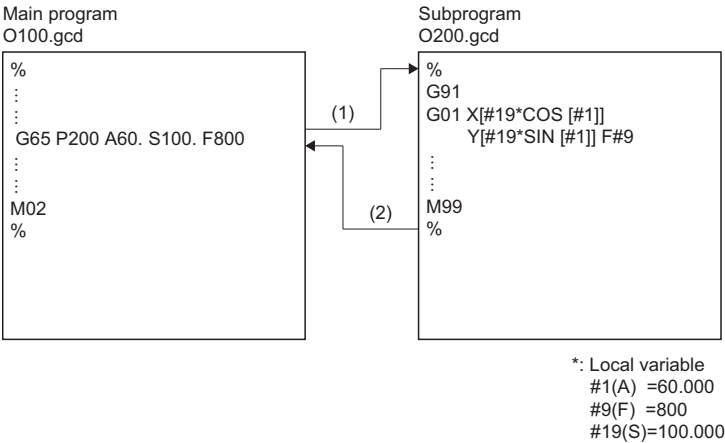 Main program
O100.gcd
%
⋮
⋮
G65 P200 A60. S100. F800
⋮
⋮
M02
%
(1)
(2)
Subprogram
O200.gcd
%
G91
G01 X[#19*COS [#1]]
Y[#19*SIN [#1]] F#9
⋮
⋮
M99
%
*: Local variable
#1(A) =60.000
#9(F) =800
#19(S)=100.000